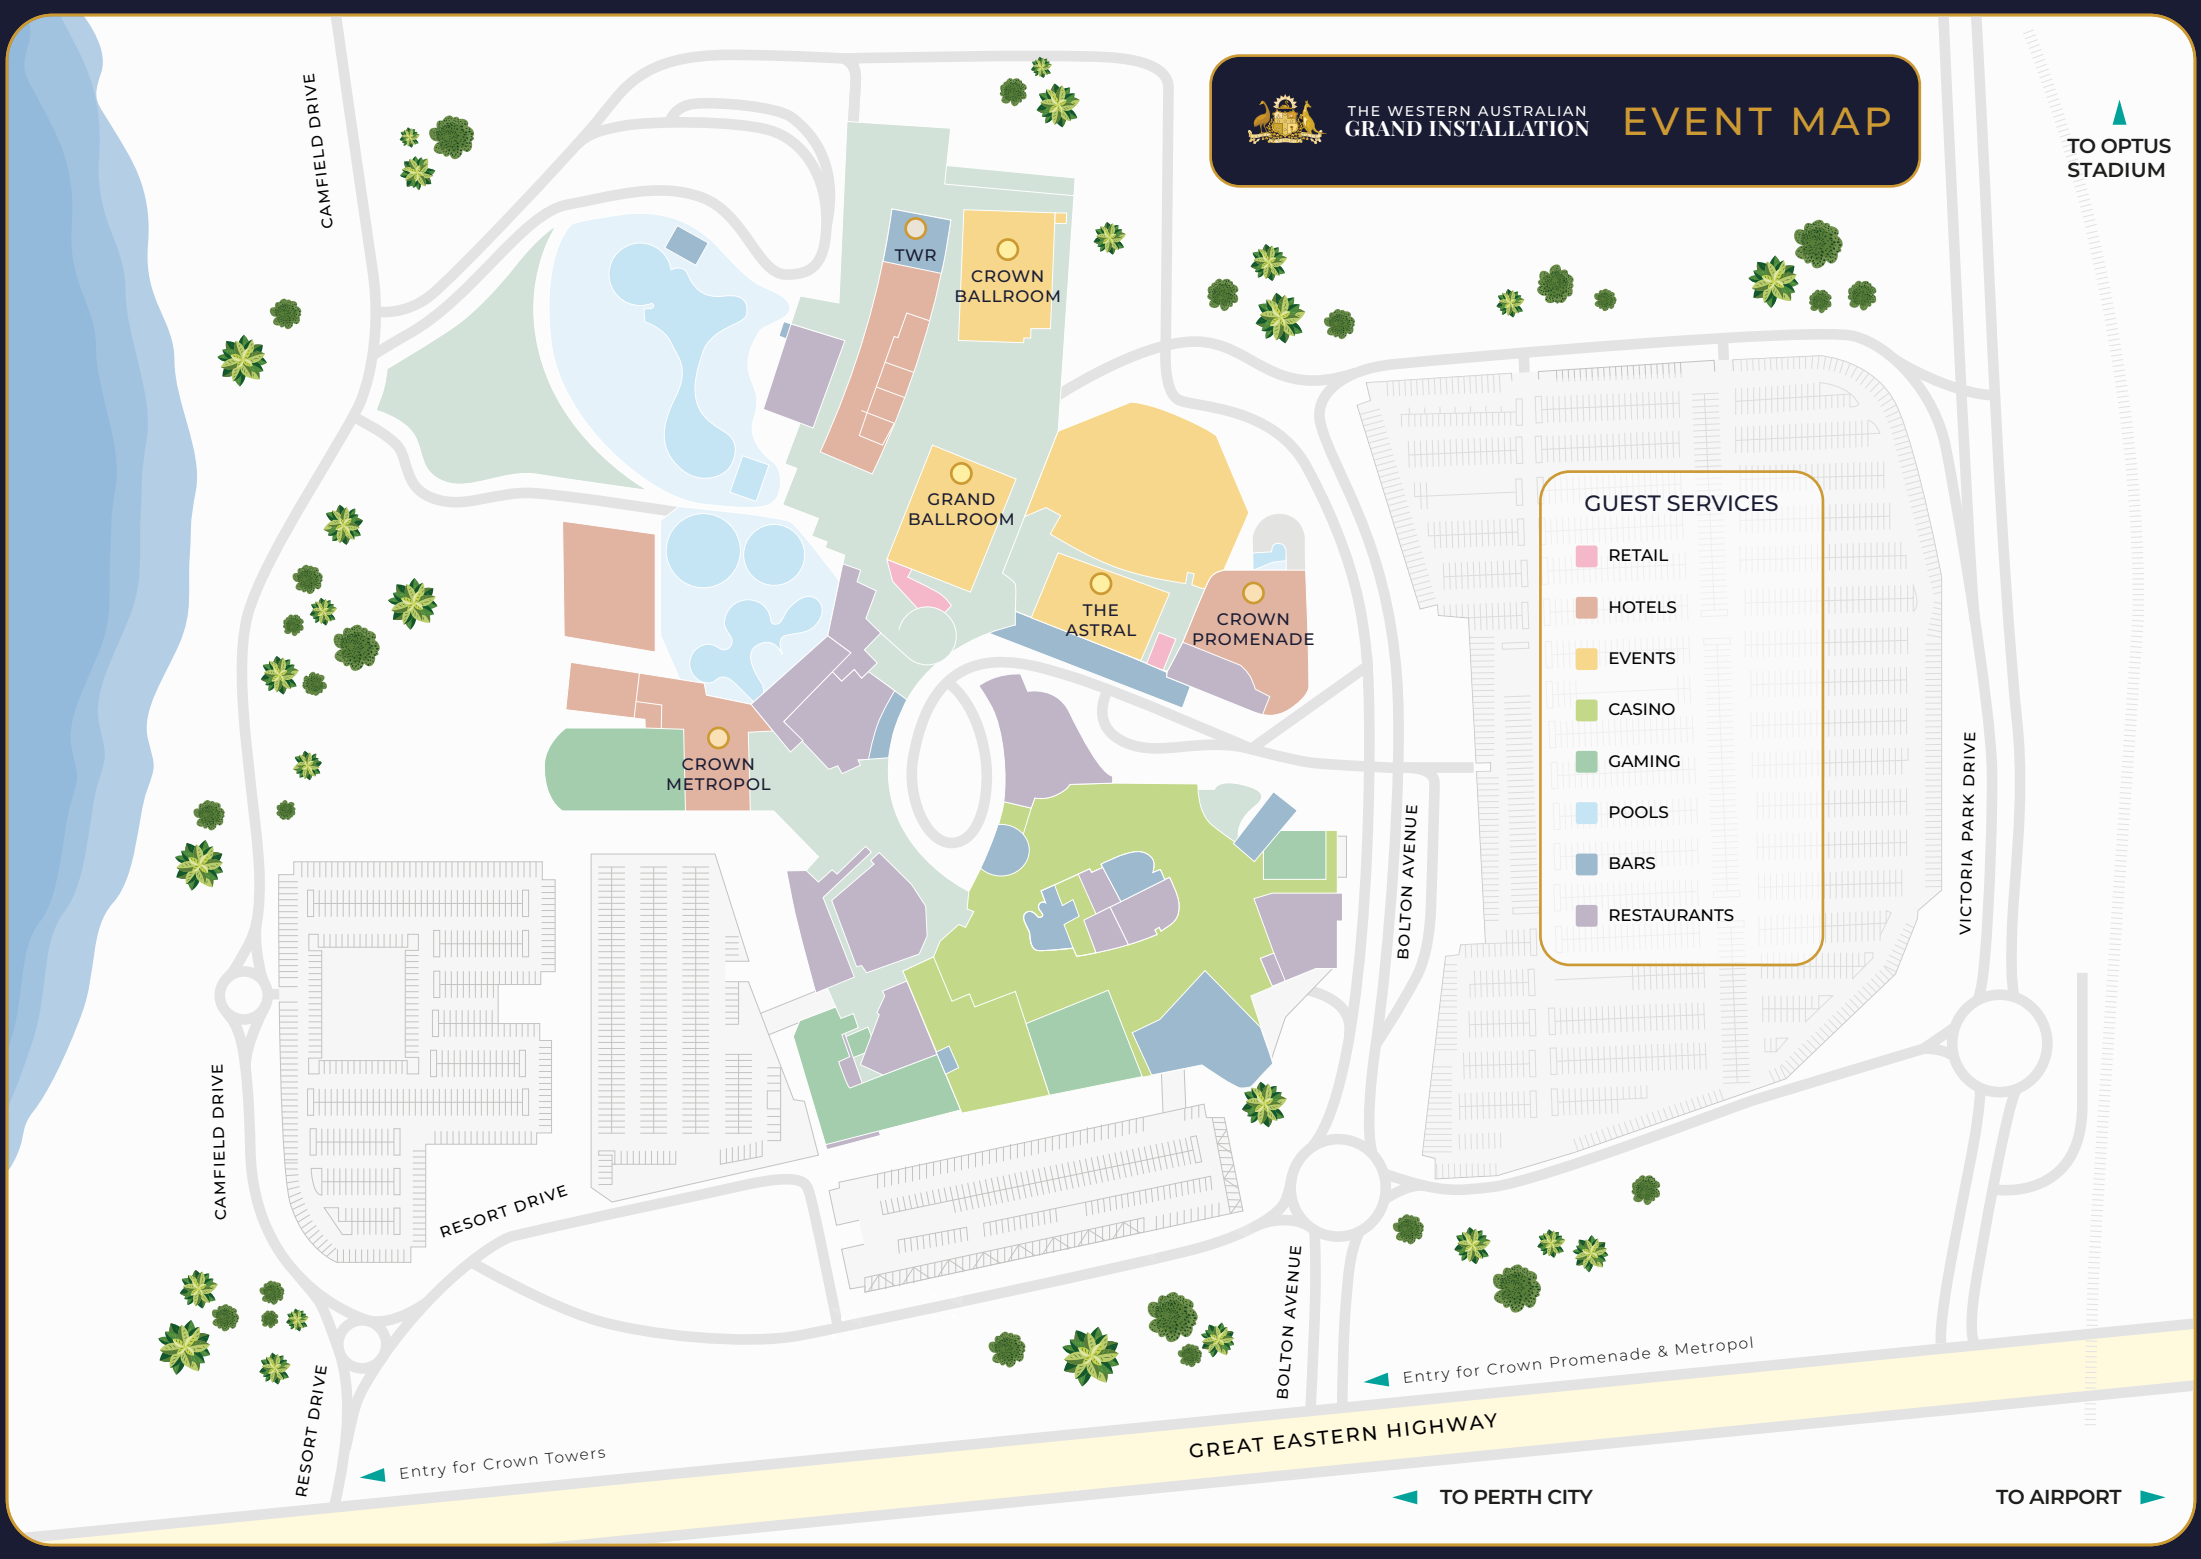 THE WESTERN AUSTRALIAN
GRAND INSTALLATION
EVENT MAP
TO OPTUS
STADIUM
CAMFIELD DRIVE
TWR
CROWN
BALLROOM
GRAND
BALLROOM
THE
ASTRAL
CROWN
PROMENADE
CROWN
METROPOL
GUEST SERVICES
RETAIL
HOTELS
EVENTS
CASINO
GAMING
POOLS
BARS
RESTAURANTS
BOLTON AVENUE
VICTORIA PARK DRIVE
CAMFIELD DRIVE
RESORT DRIVE
BOLTON AVENUE
RESORT DRIVE
Entry for Crown Promenade & Metropol
Entry for Crown Towers
GREAT EASTERN HIGHWAY
TO PERTH CITY
TO AIRPORT